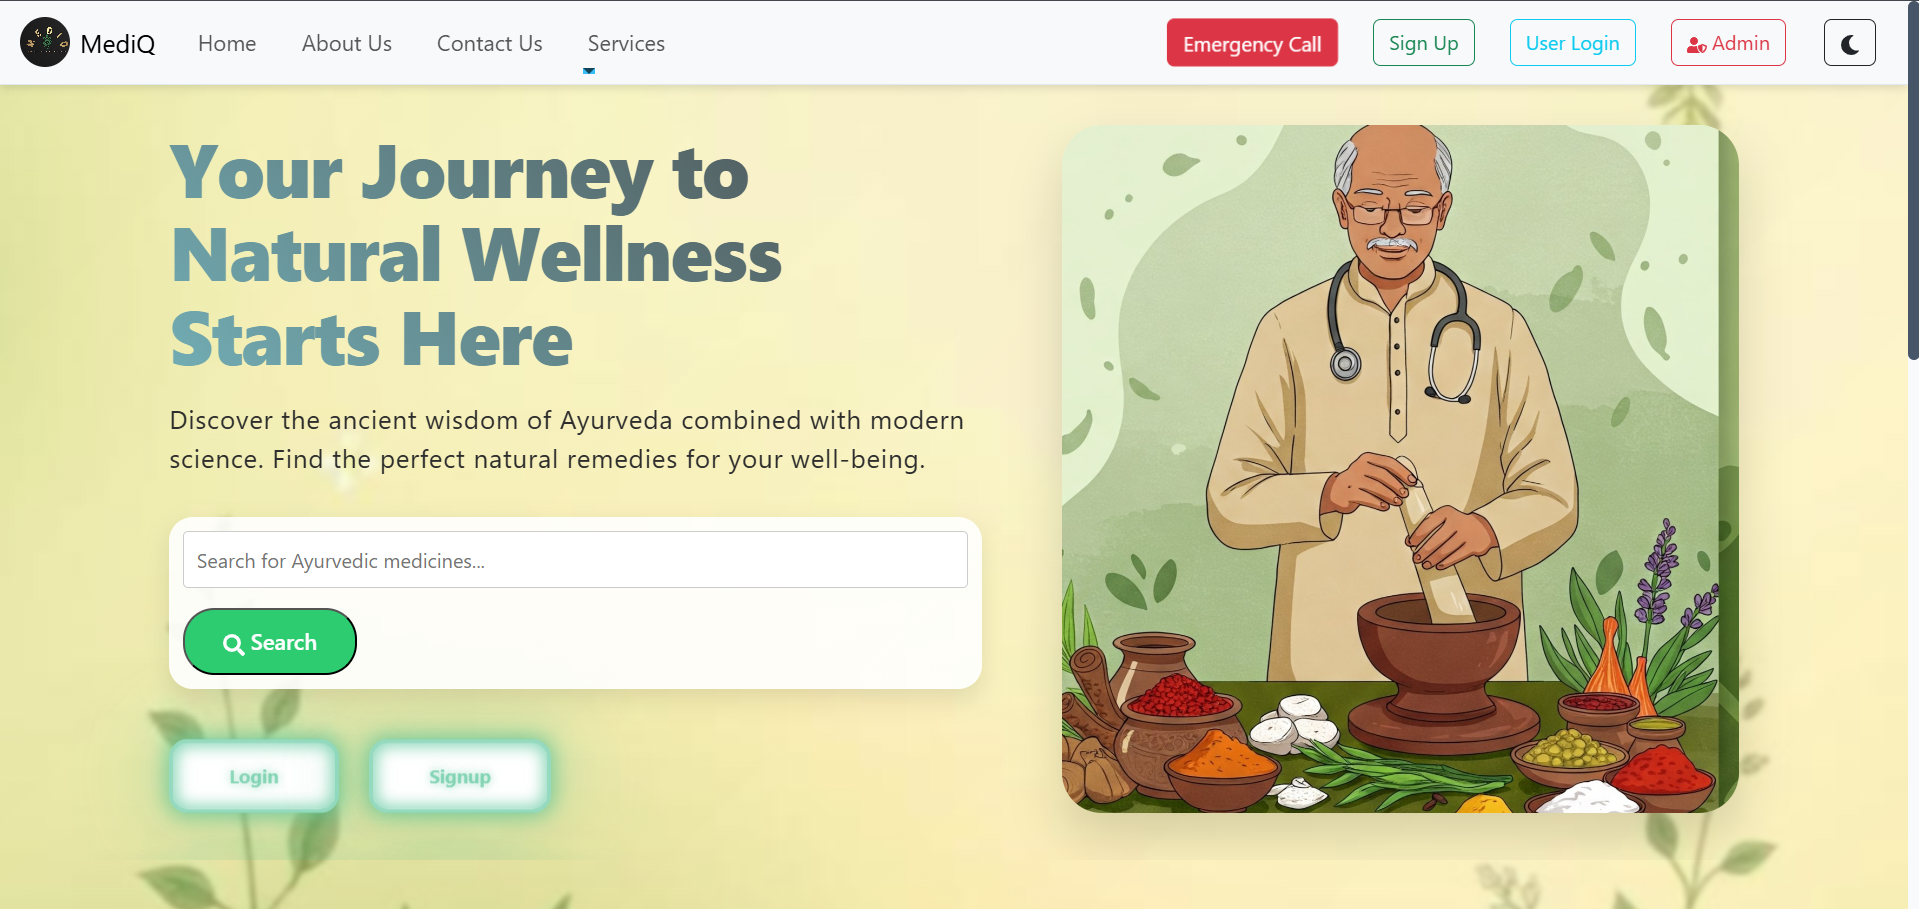 MediQ
Home
About Us
Contact Us
Services
Emergency Call
Sign Up
User Login
Admin
Your Journey to
Natural Wellness
Starts Here
Discover the ancient wisdom of Ayurveda combined with modern
science. Find the perfect natural remedies for your well-being.
Search for Ayurvedic medicines...
Search
Login
Signup